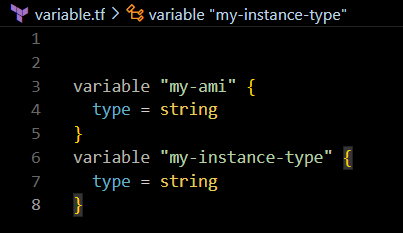 variable.tf > variable "my-instance-type"
1
2
3 variable "my-ami" {
4   type = string
5 }
6 variable "my-instance-type" {
7   type = string
8 }